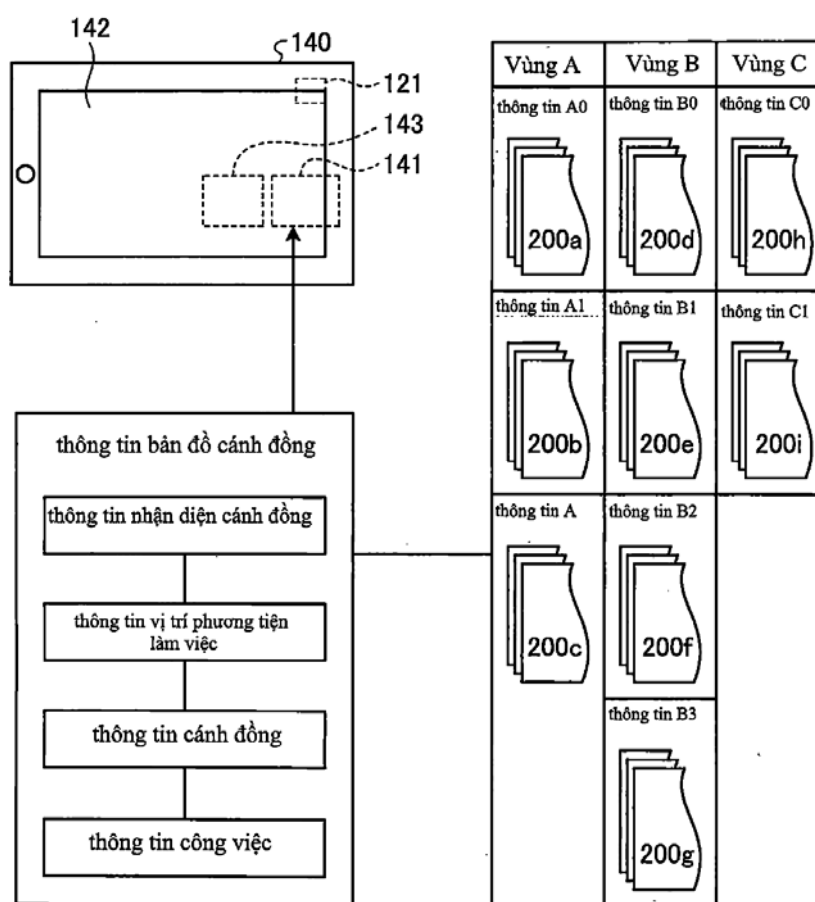 142
140
121
143
141
thông tin bản đồ cánh đồng
thông tin nhận diện cánh đồng
thông tin vị trí phương tiện
làm việc
thông tin cánh đồng
thông tin công việc
Vùng A
Vùng B
Vùng C
thông tin A0
thông tin B0
thông tin C0
200a
200d
200h
thông tin A1
thông tin B1
thông tin C1
200b
200e
200i
thông tin A
thông tin B2
200c
200f
thông tin B3
200g